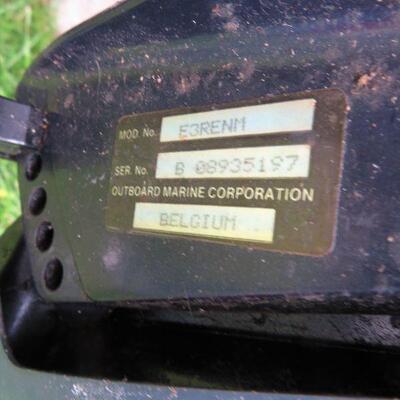 MOD. No. E3RENM
SER. No. B 08935197
OUTBOARD MARINE CORPORATION
BELGIUM